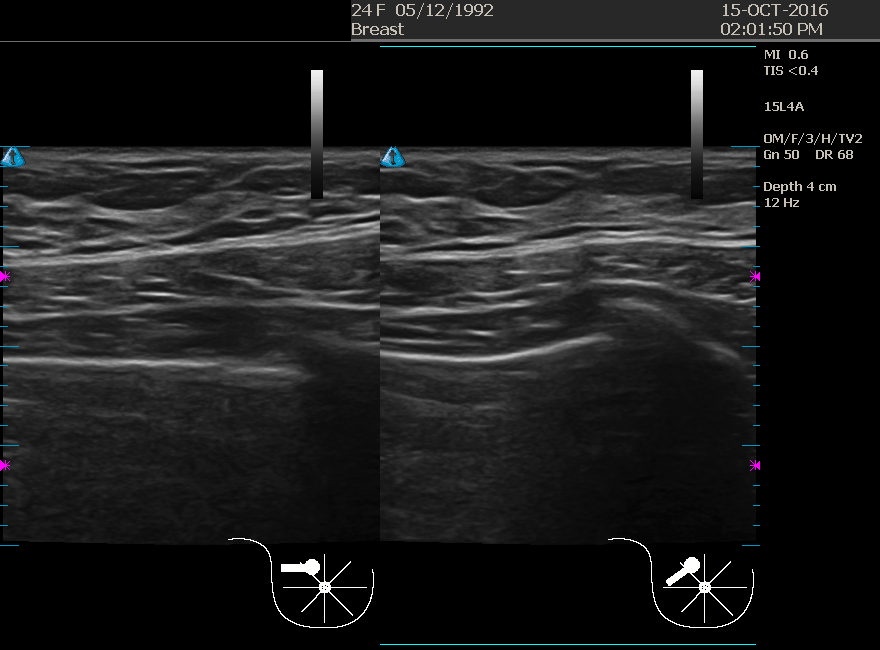 24 F 05/12/1992
15-OCT-2016
Breast
02:01:50 PM
MI 0.6
TIS <0.4
15L4A
OM/F/3/H/TV2
Gn 50 DR 68
Depth 4 cm
12 Hz